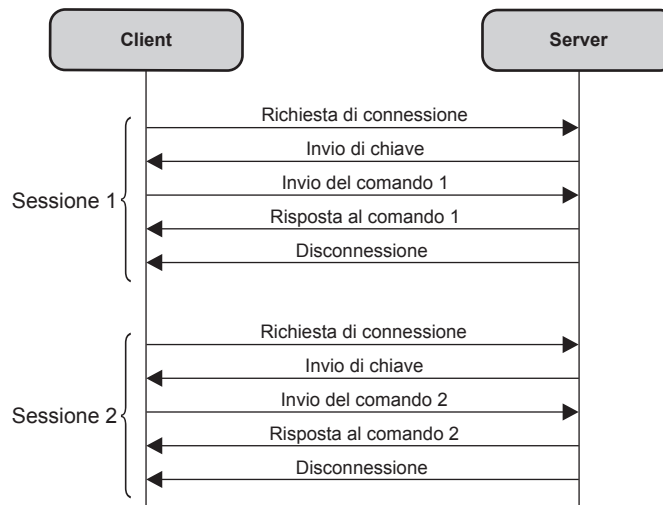 Client
Server
Richiesta di connessione
Invio di chiave
Invio del comando 1
Sessione 1
Risposta al comando 1
Disconnessione
Richiesta di connessione
Invio di chiave
Invio del comando 2
Sessione 2
Risposta al comando 2
Disconnessione